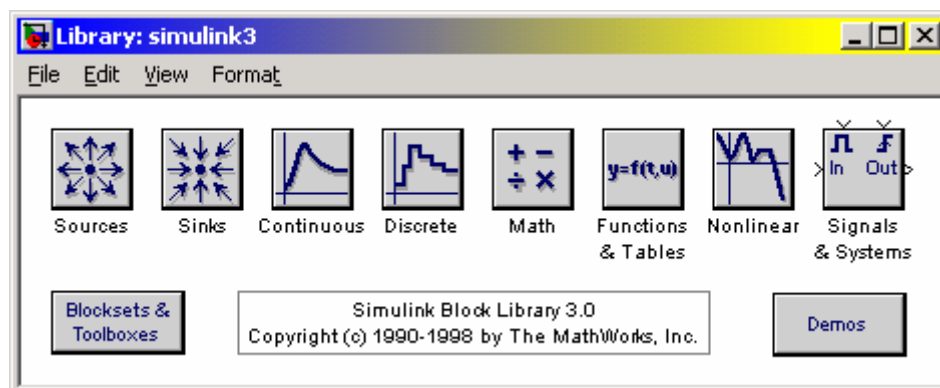 Library: simulink3
File Edit View Format
+ −
÷ ×
y=f(t,u)
In Out
Sources Sinks Continuous Discrete Math Functions & Tables Nonlinear Signals & Systems
Blocksets & Toolboxes
Simulink Block Library 3.0
Copyright (c) 1990-1998 by The MathWorks, Inc.
Demos